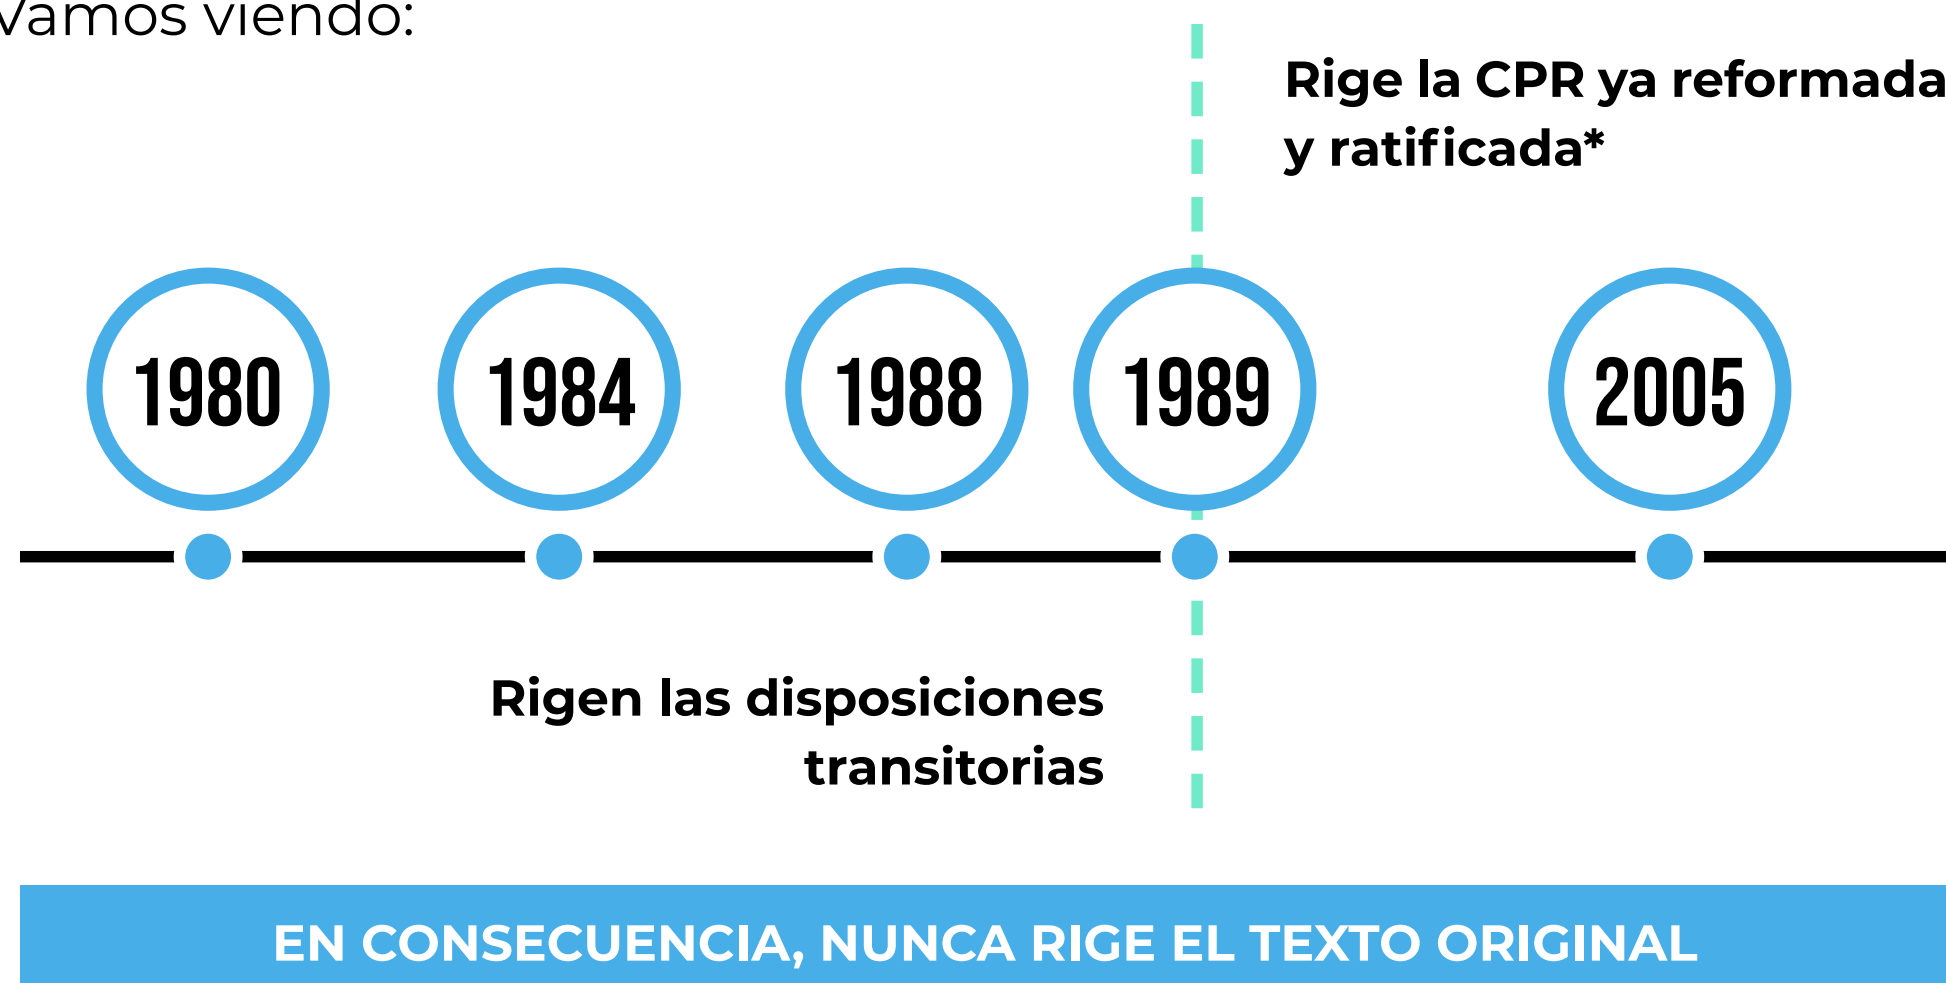 Vamos viendo:
Rige la CPR ya reformada
y ratificada*
1980
1984
1988
1989
2005
Rigen las disposiciones
transitorias
EN CONSECUENCIA, NUNCA RIGE EL TEXTO ORIGINAL